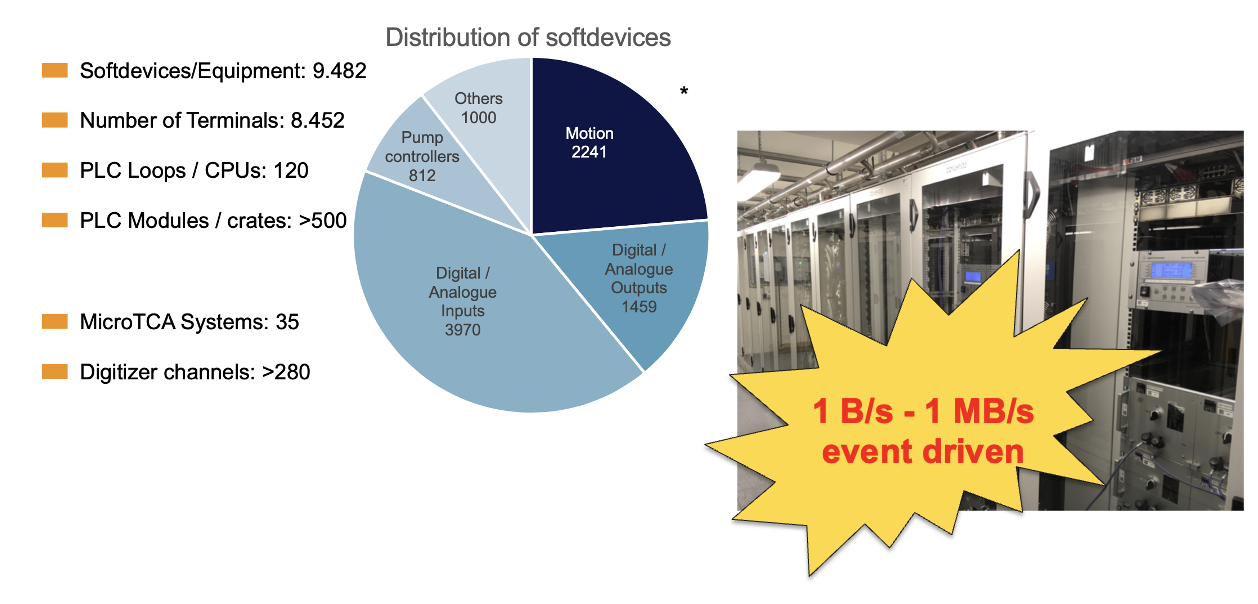 Distribution of softdevices
Softdevices/Equipment: 9.482
Number of Terminals: 8.452
PLC Loops / CPUs: 120
PLC Modules / crates: >500
MicroTCA Systems: 35
Digitizer channels: >280
Others
1000
Motion
2241
*
Pump
controllers
812
Digital /
Analogue
Outputs
1459
Digital /
Analogue
Inputs
3970
1 B/s - 1 MB/s
event driven